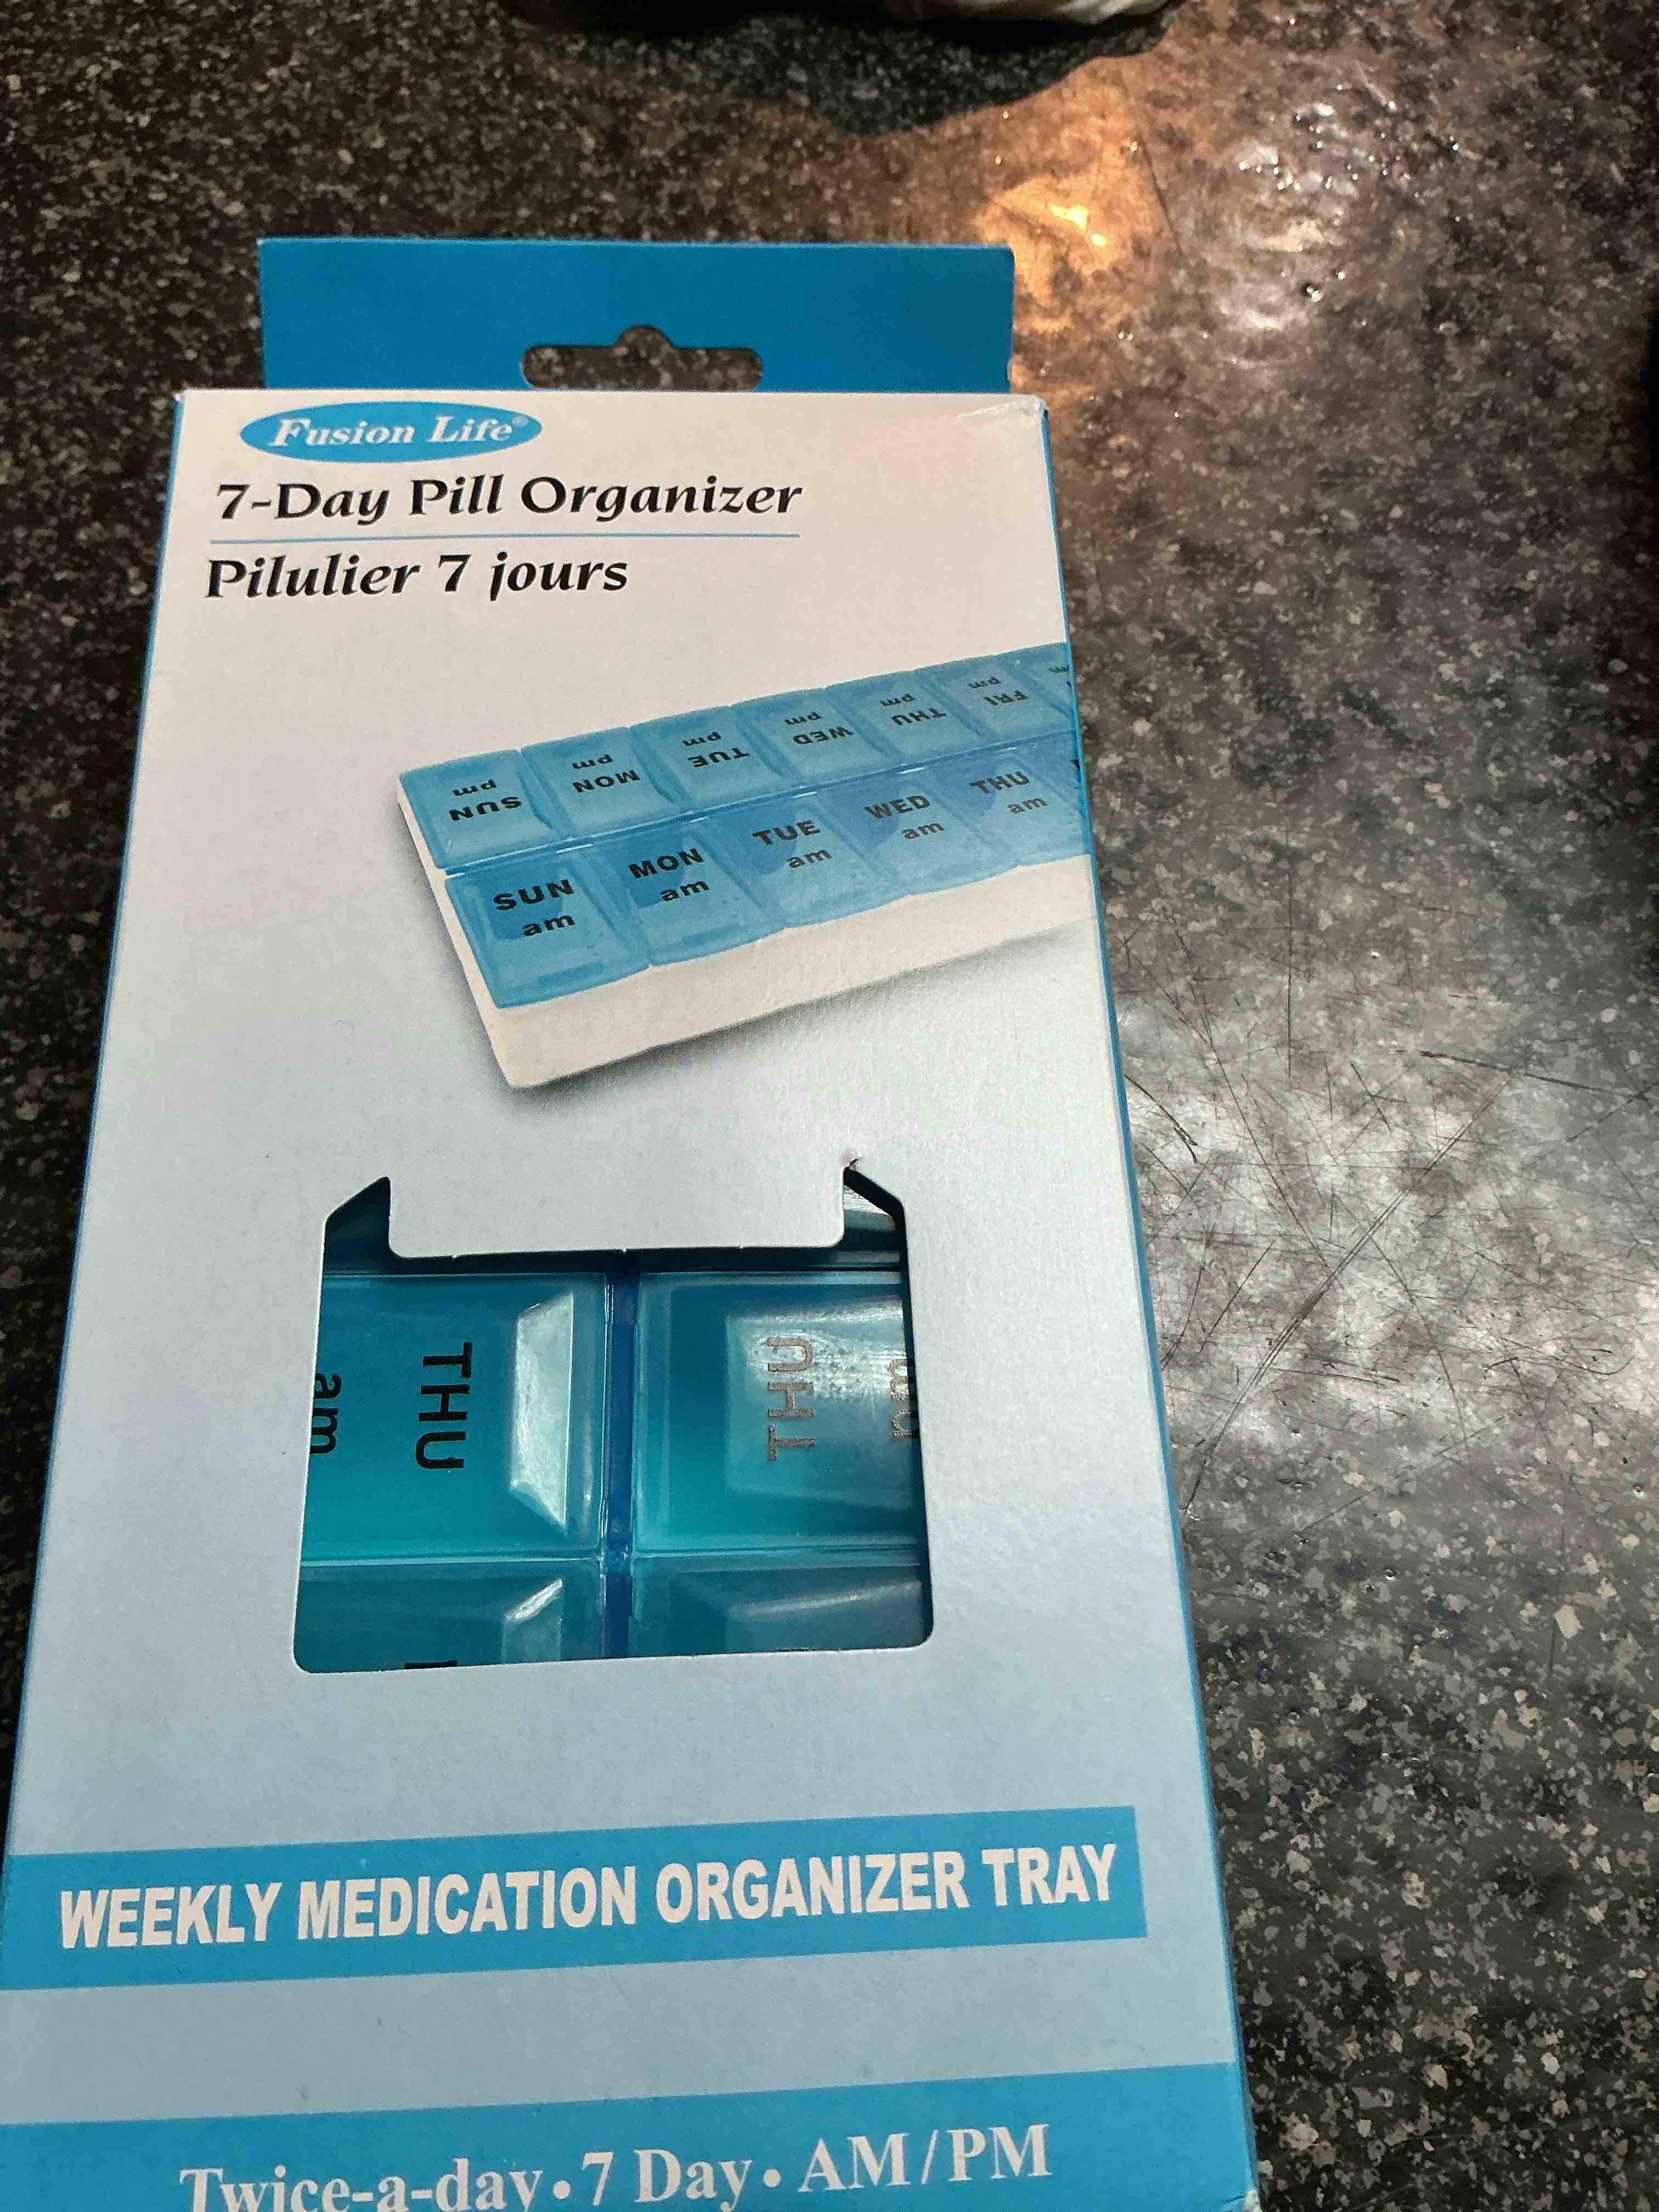 Fusion Life®
7-Day Pill Organizer
Pilulier 7 jours
SUN pm
MON pm
TUE pm
WED pm
THU pm
FRI pm
SUN am
MON am
TUE am
WED am
THU am
THU am
THU pm
WEEKLY MEDICATION ORGANIZER TRAY
Twice-a-day • 7 Day • AM/PM